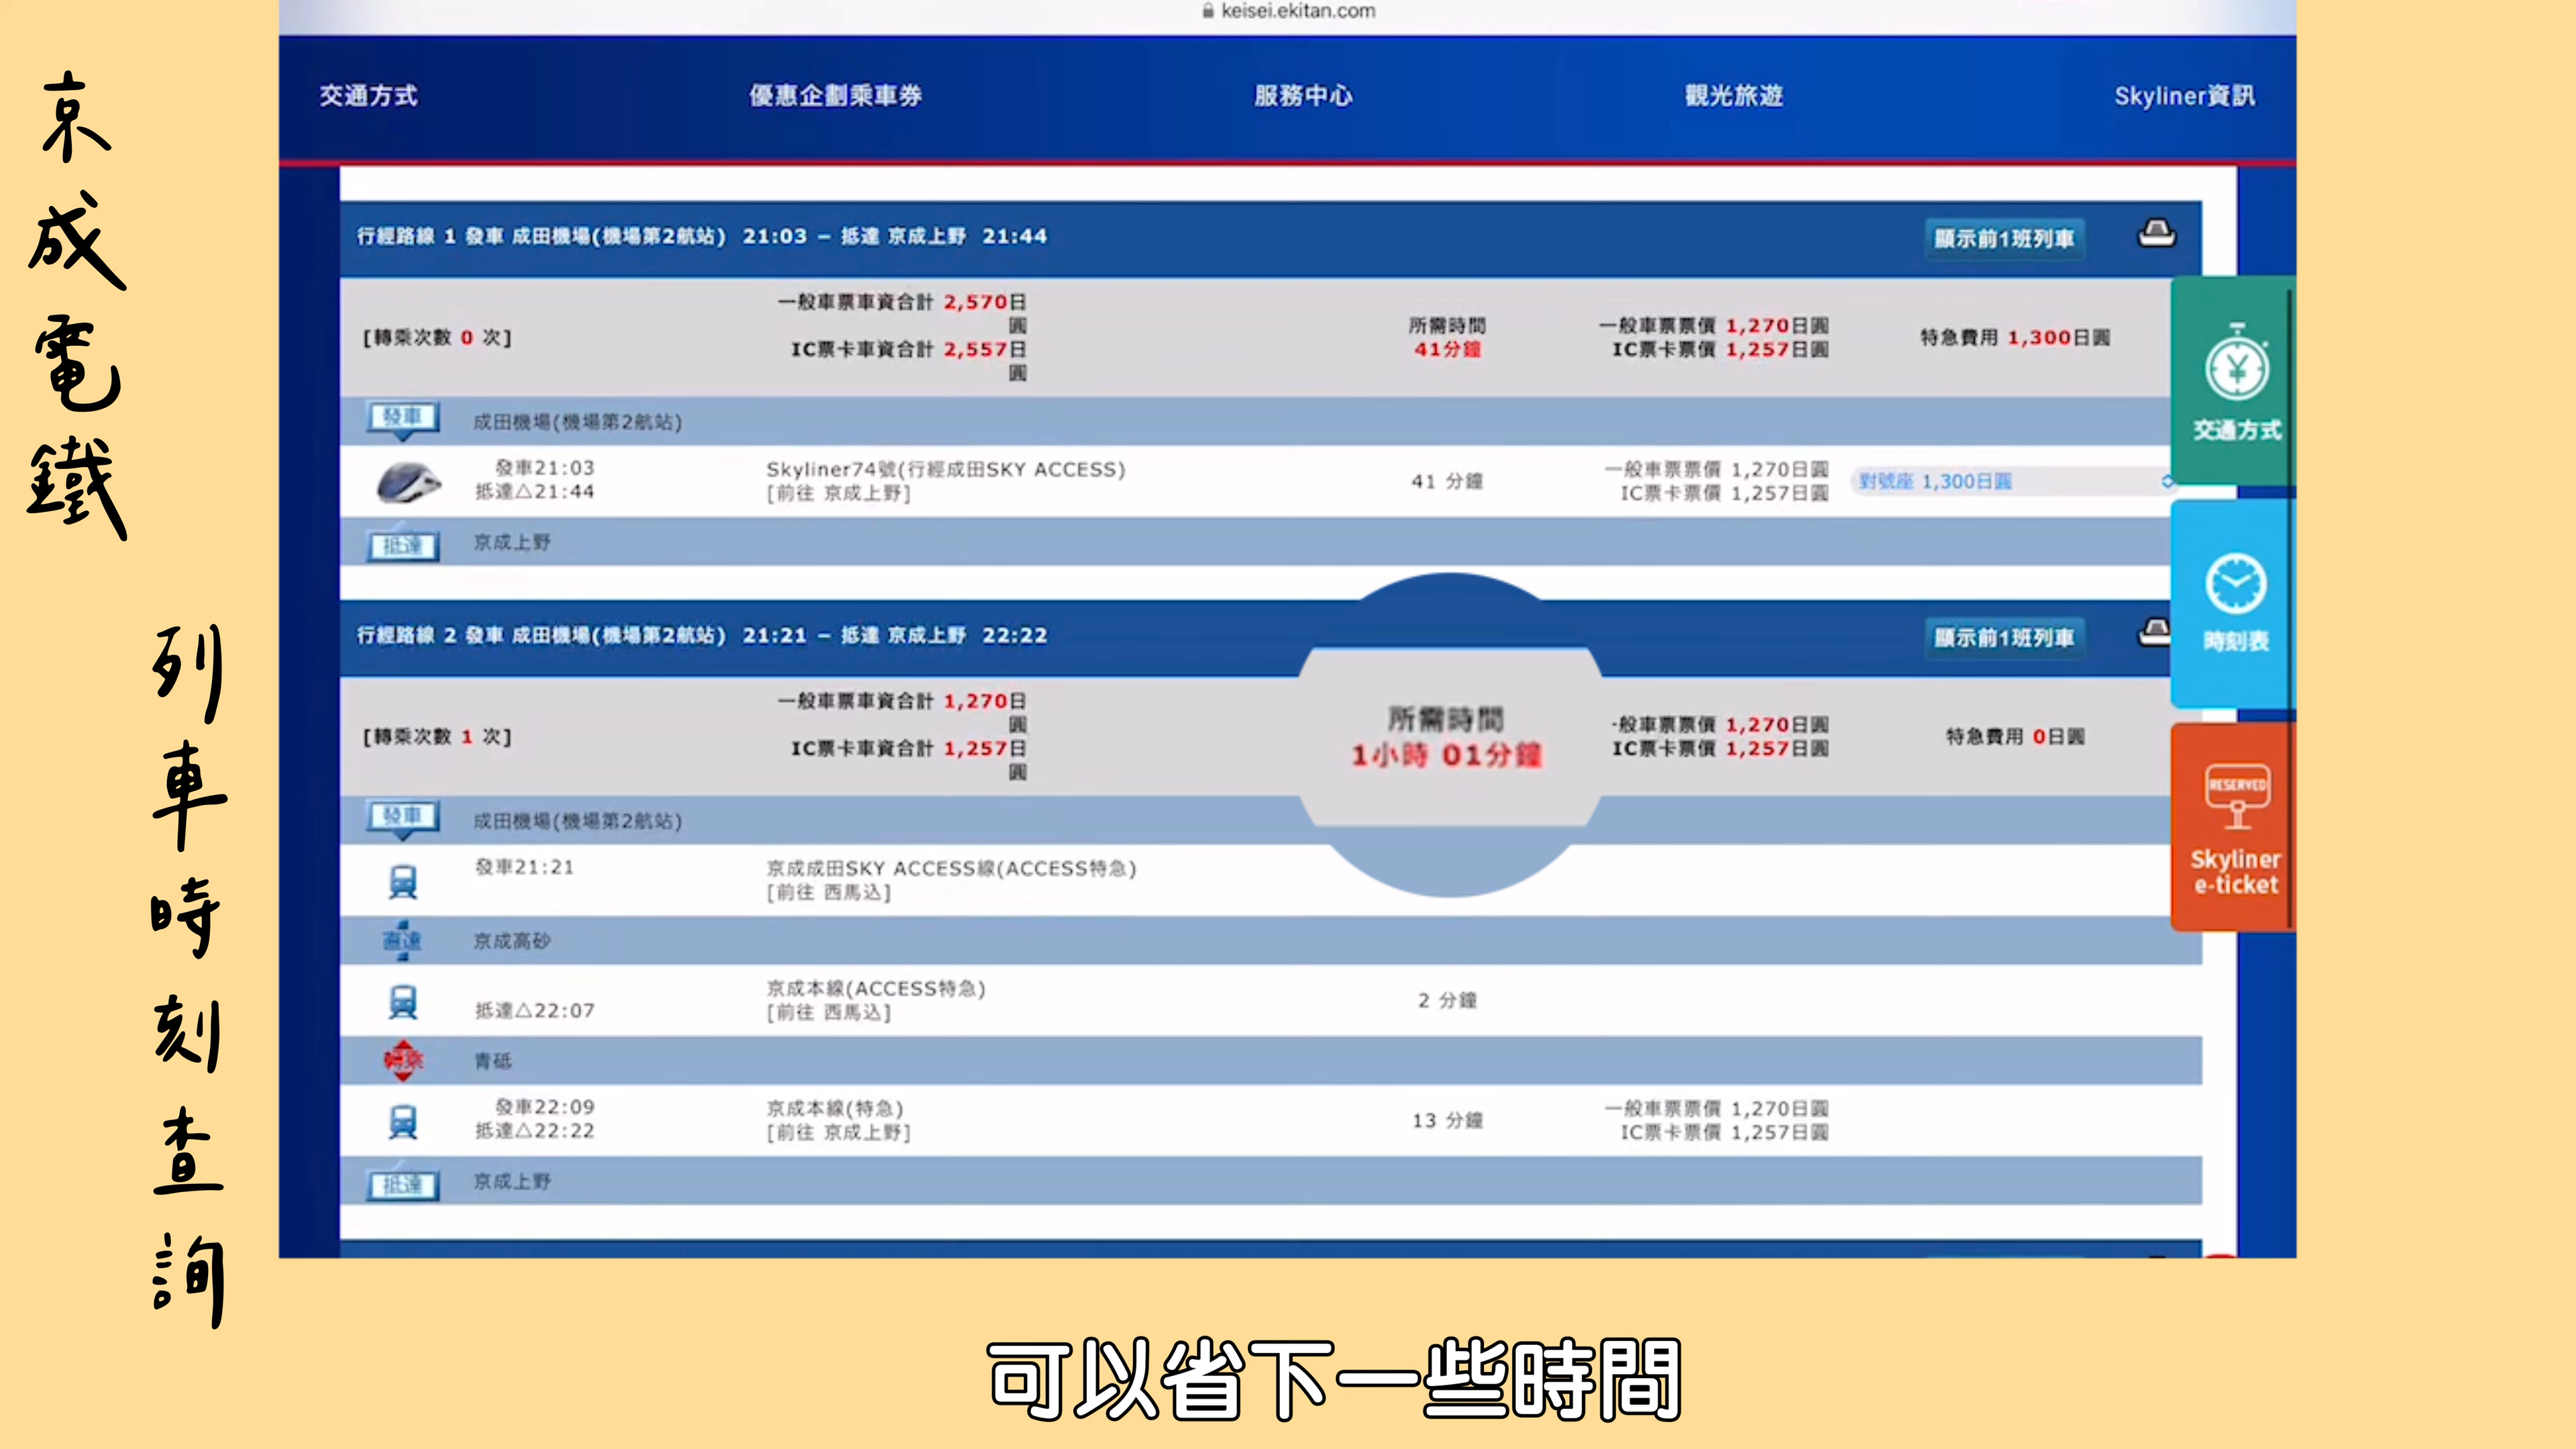 keisei.ekitan.com
京成電鐵
列車時刻查詢
交通方式
優惠企劃乘車券
服務中心
觀光旅遊
Skyliner資訊
行經路線 1 發車 成田機場(機場第2航站) 21:03 － 抵達 京成上野 21:44
顯示前1班列車
[轉乘次數 0 次]
一般車票車資合計 2,570日
圓
IC票卡車資合計 2,557日
圓
所需時間
41分鐘
一般車票票價 1,270日圓
IC票卡票價 1,257日圓
特急費用 1,300日圓
發車
成田機場(機場第2航站)
發車21:03
抵達△21:44
Skyliner74號(行經成田SKY ACCESS)
[前往 京成上野]
41 分鐘
一般車票票價 1,270日圓
IC票卡票價 1,257日圓
對號座 1,300日圓
抵達
京成上野
行經路線 2 發車 成田機場(機場第2航站) 21:21 － 抵達 京成上野 22:22
顯示前1班列車
[轉乘次數 1 次]
一般車票車資合計 1,270日
圓
IC票卡車資合計 1,257日
圓
所需時間
1小時 01分鐘
般車票票價 1,270日圓
IC票卡票價 1,257日圓
特急費用 0日圓
發車
成田機場(機場第2航站)
發車21:21
京成成田SKY ACCESS線(ACCESS特急)
[前往 西馬込]
直達
京成高砂
抵達△22:07
京成本線(ACCESS特急)
[前往 西馬込]
2 分鐘
轉乘
青砥
發車22:09
抵達△22:22
京成本線(特急)
[前往 京成上野]
13 分鐘
一般車票票價 1,270日圓
IC票卡票價 1,257日圓
抵達
京成上野
交通方式
時刻表
RESERVED
Skyliner
e-ticket
可以省下一些時間